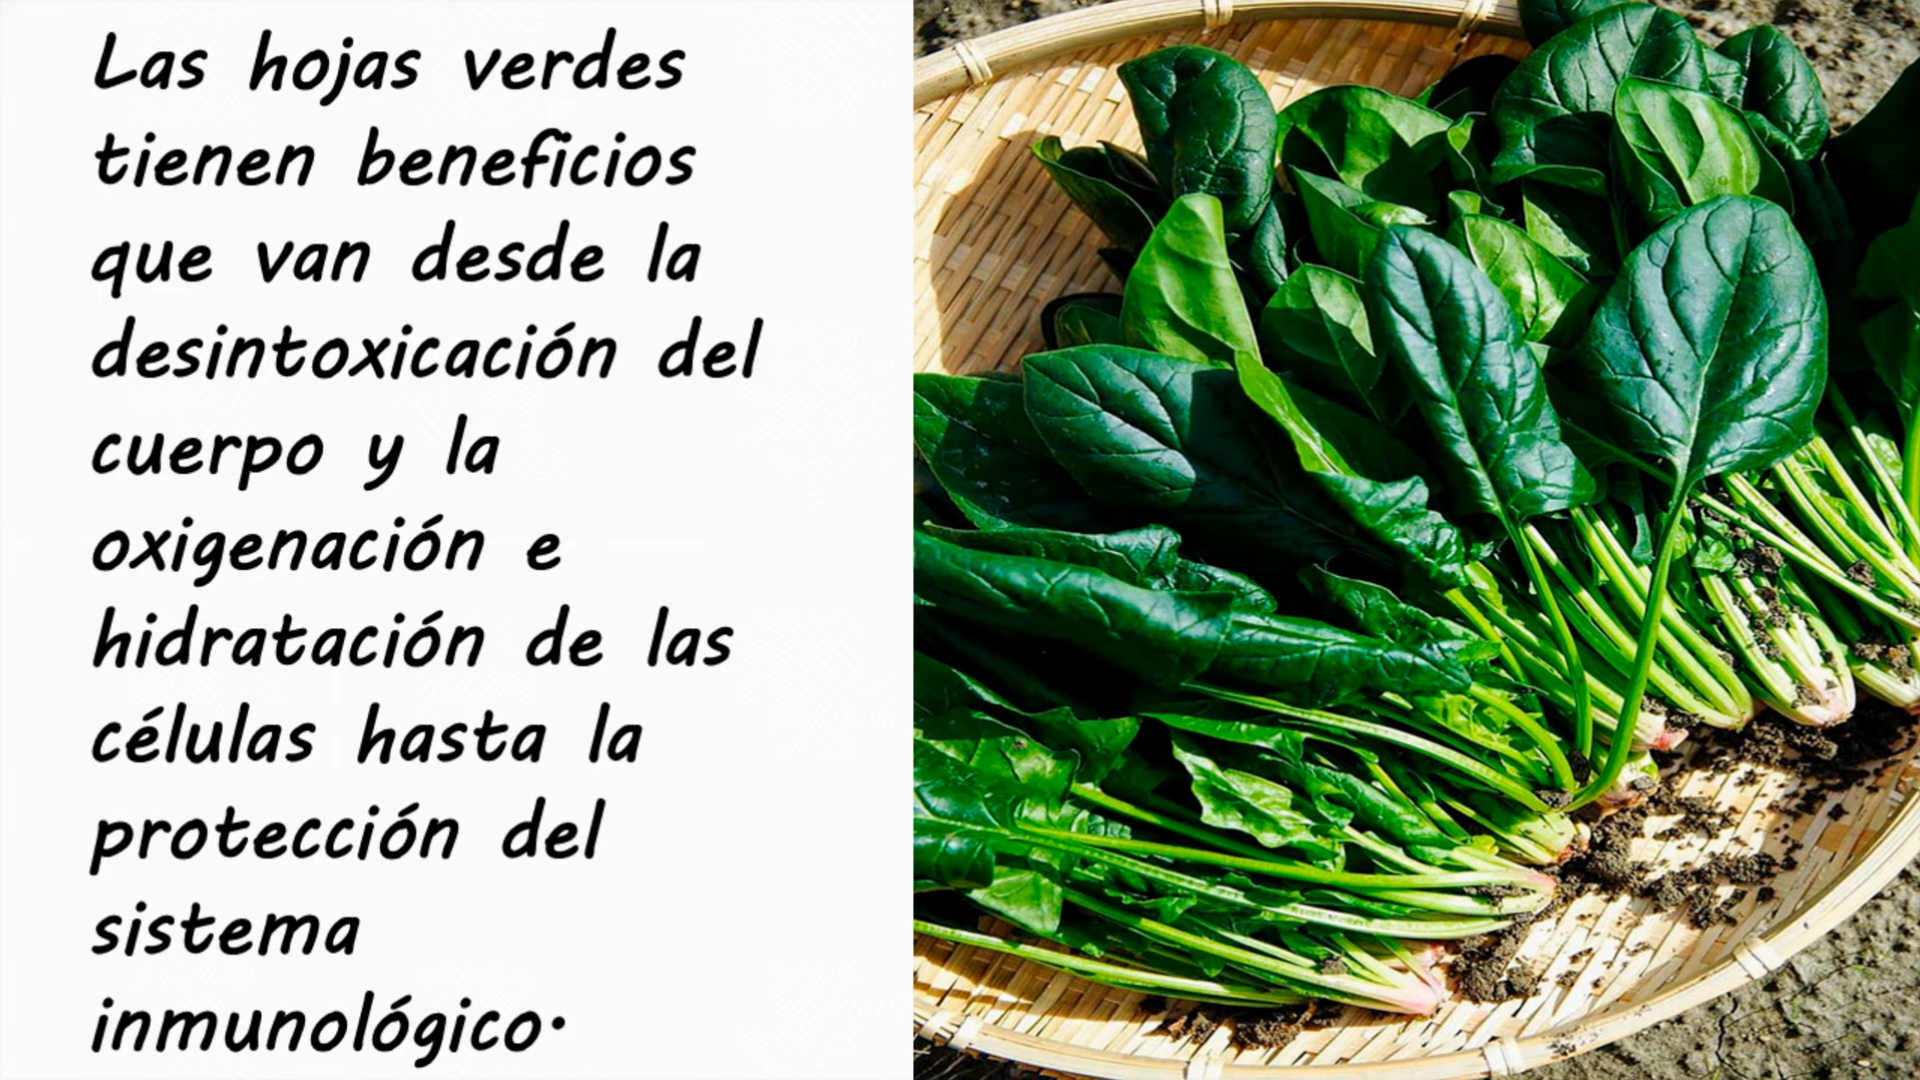 Las hojas verdes
tienen beneficios
que van desde la
desintoxicación del
cuerpo y la
oxigenación e
hidratación de las
células hasta la
protección del
sistema
inmunológico.